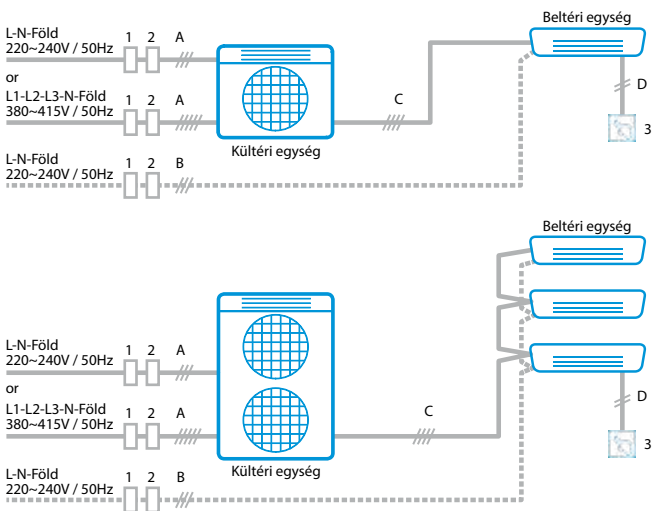 Beltéri egység
L-N-Föld
220~240V / 50Hz
1 2 A
or
L1-L2-L3-N-Föld
380~415V / 50Hz
1 2 A
C
D
3
Kültéri egység
L-N-Föld
220~240V / 50Hz
1 2 B
Beltéri egység
L-N-Föld
220~240V / 50Hz
1 2 A
or
L1-L2-L3-N-Föld
380~415V / 50Hz
1 2 A
C
D
3
Kültéri egység
L-N-Föld
220~240V / 50Hz
1 2 B